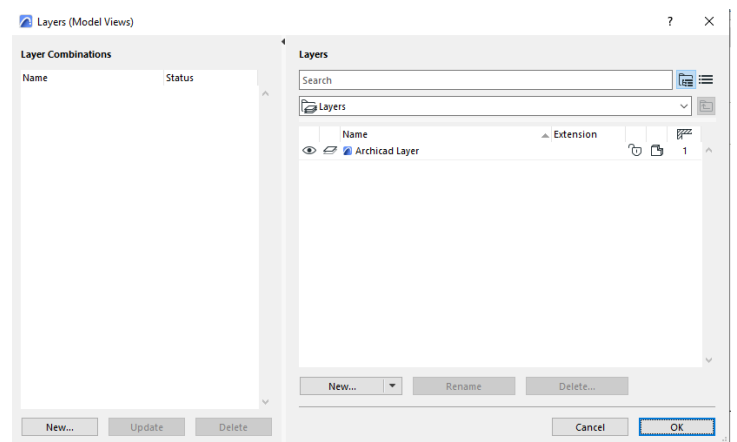 Layers (Model Views)
?
Layer Combinations
Name Status
New... Update Delete
Layers
Search
Layers
Name Extension
Archicad Layer 1
New... Rename Delete...
Cancel OK